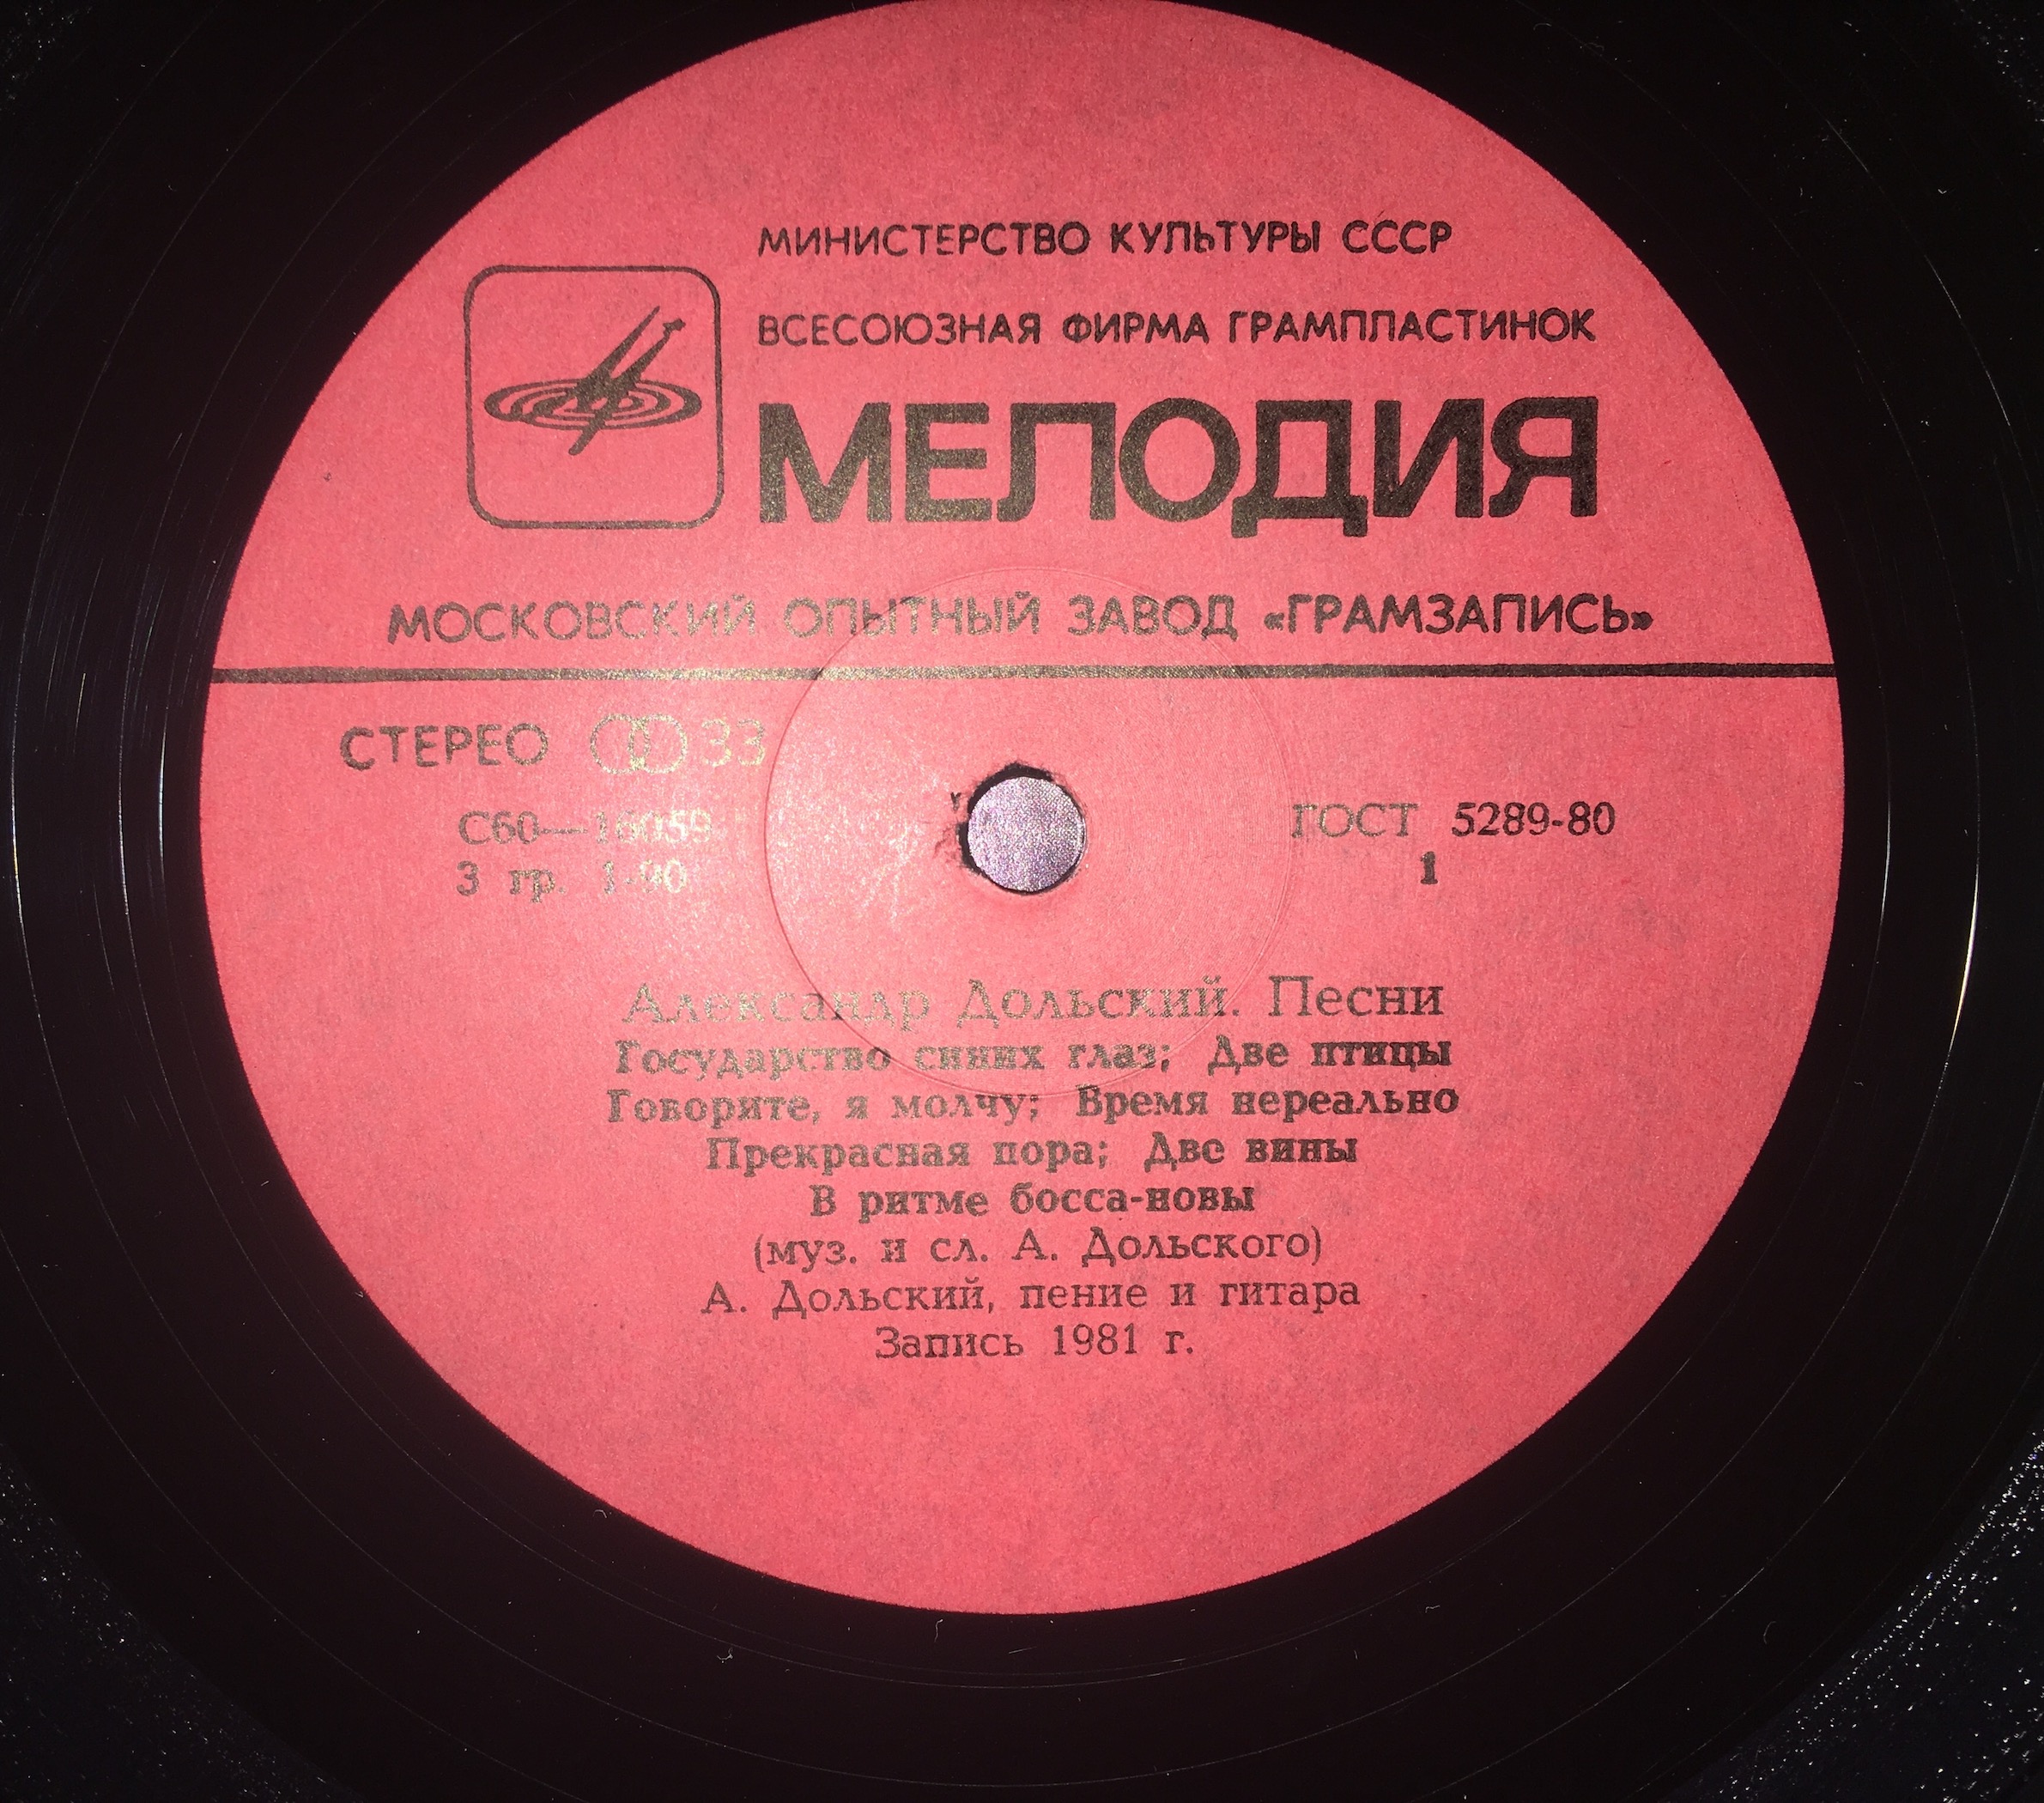 МИНИСТЕРСТВО КУЛЬТУРЫ СССР
ВСЕСОЮЗНАЯ ФИРМА ГРАМПЛАСТИНОК
МЕЛОДИЯ
МОСКОВСКИЙ ОПЫТНЫЙ ЗАВОД «ГРАМЗАПИСЬ»
СТЕРЕО 33
С60—16059
ГОСТ 5289-80
3 гр. 1-90
1
Александр Дольский. Песни
Государство синих глаз; Две птицы
Говорите, я молчу; Время нереально
Прекрасная пора; Две вины
В ритме босса-новы
(муз. и сл. А. Дольского)
А. Дольский, пение и гитара
Запись 1981 г.